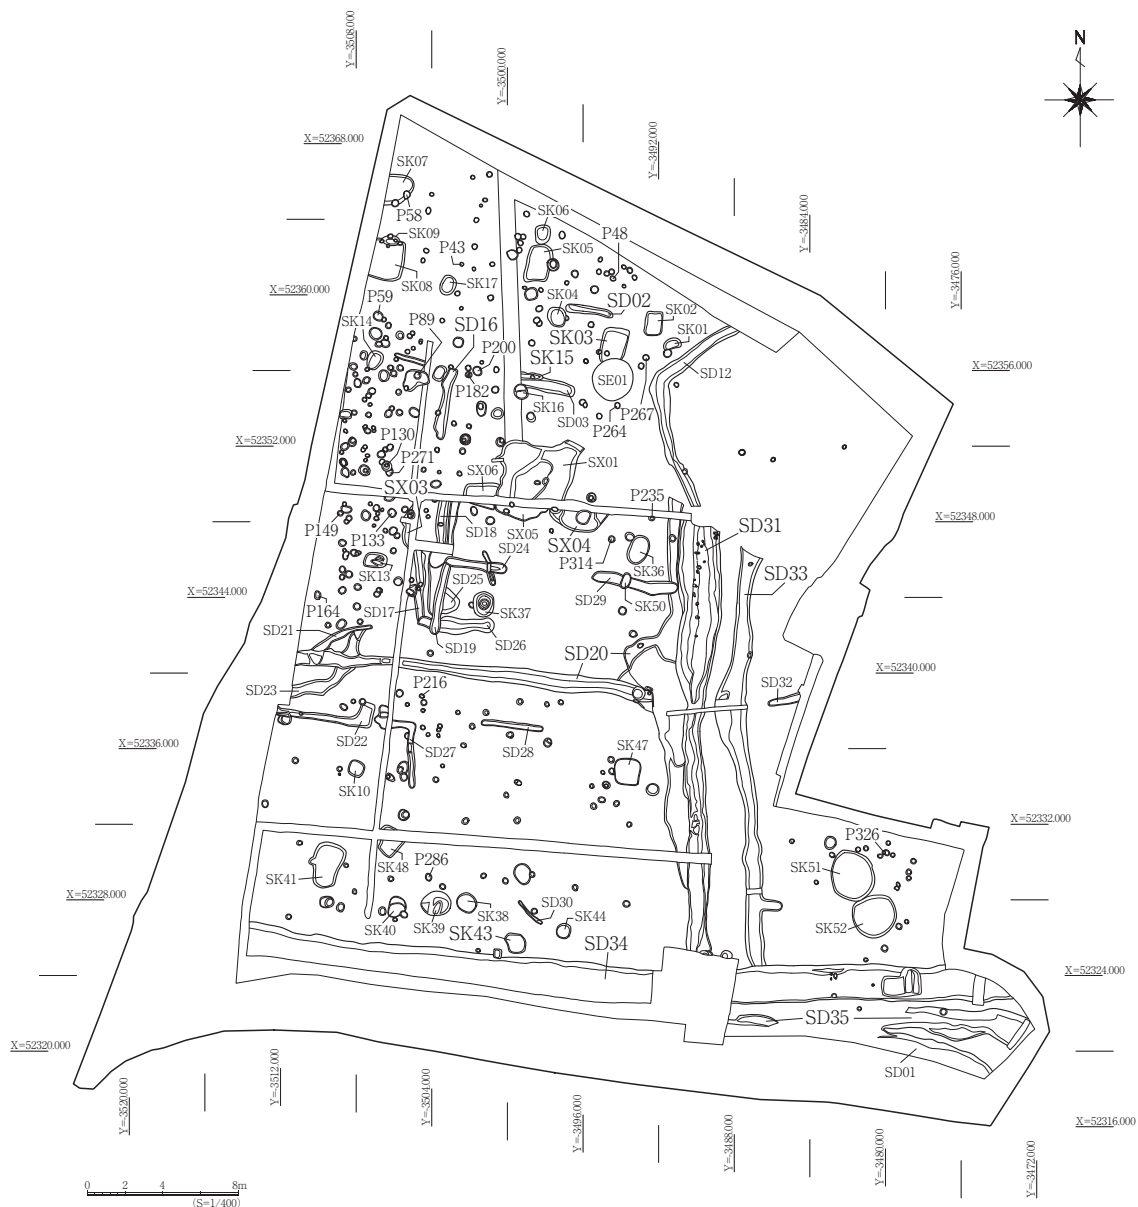 Y=-3508.000
N
Y=-3500.000
Y=-3492.000
X=52368.000
SK07
Y=-3484.000
P58
SK06
P48
SK09
P43
SK05
Y=-3476.000
SK08
SK17
X=52360.000
P59
SK04
SD02
SK02
SK14
P89
SD16
SK03
SK01
P200
SK15
X=52356.000
SD12
SE01
P182
SK16
P267
SD03
P264
P130
X=52352.000
P271
SX06
SX01
SX03
P235
X=52348.000
P149
SD18
SX05
SD31
P133
SX04
SD24
P314
SK36
SK13
SD25
SD33
X=52344.000
SD29
SK50
P164
SD17
SK37
SD21
SD19
SD26
SD20
X=52340.000
SD23
P216
SD32
SD22
SD27
SD28
SK47
X=52336.000
SK10
X=52332.000
P326
SK48
P286
SK51
SK41
X=52328.000
SK40
SK39
SK38
SD30
SK44
SK52
SK43
SD34
X=52324.000
SD35
X=52320.000
SD01
Y=-3520.000
Y=-3512.000
Y=-3504.000
Y=-3496.000
Y=-3488.000
Y=-3480.000
Y=-3472.000
X=52316.000
0 2 4 8m
(S=1/400)